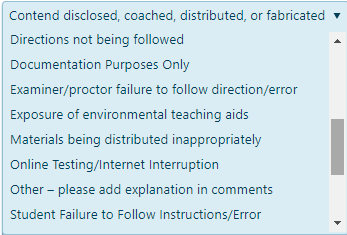 Contend disclosed, coached, distributed, or fabricated
Directions not being followed
Documentation Purposes Only
Examiner/proctor failure to follow direction/error
Exposure of environmental teaching aids
Materials being distributed inappropriately
Online Testing/Internet Interruption
Other – please add explanation in comments
Student Failure to Follow Instructions/Error